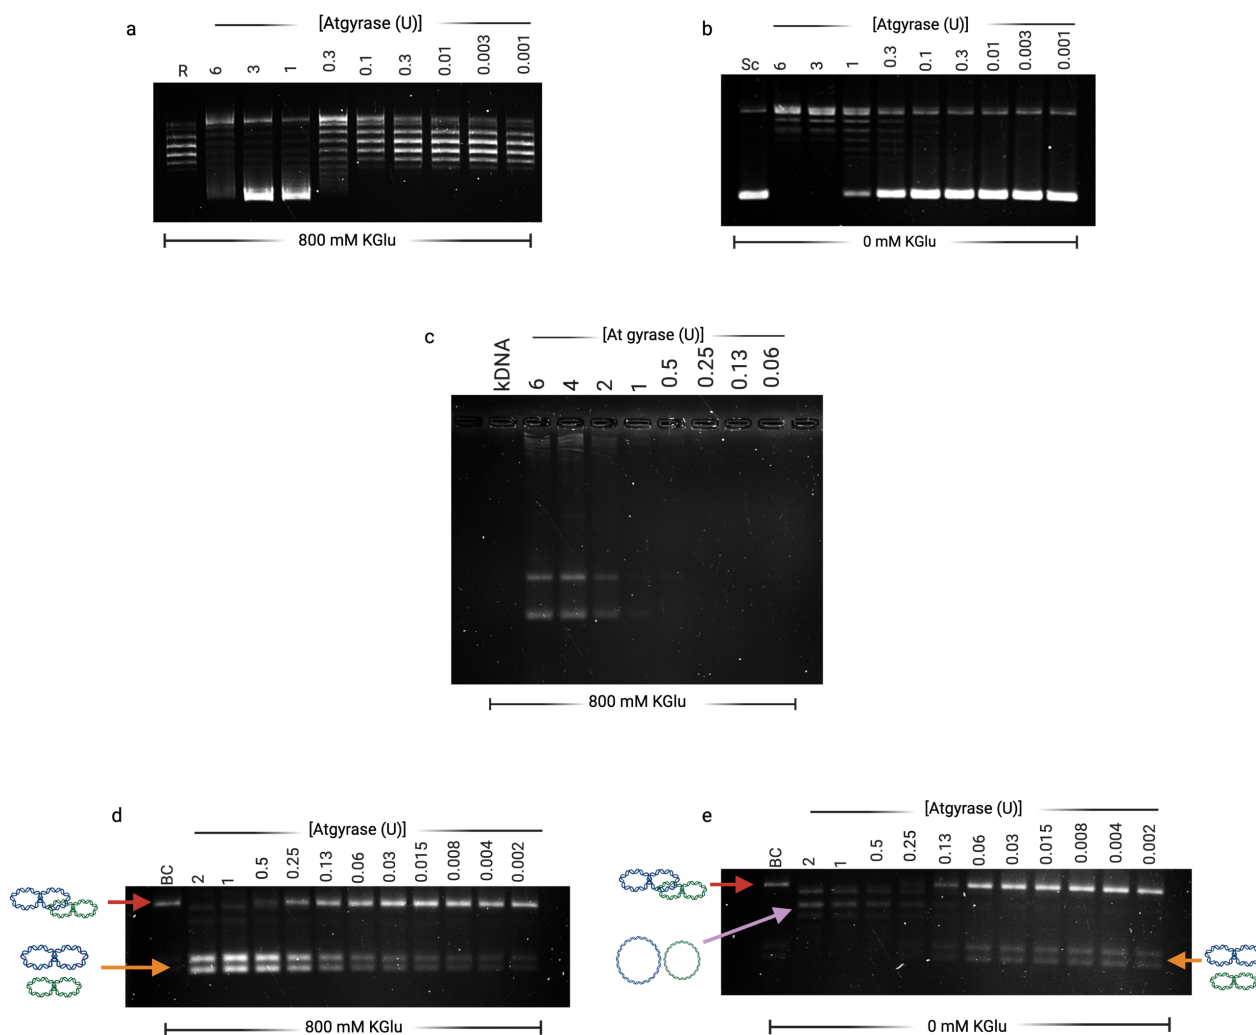 a
[Atgyrase (U)]
R 6 3 1 0.3 0.1 0.3 0.01 0.003 0.001
800 mM KGlu
b
[Atgyrase (U)]
Sc 6 3 1 0.3 0.1 0.3 0.01 0.003 0.001
0 mM KGlu
c
[At gyrase (U)]
kDNA 6 4 2 1 0.5 0.25 0.13 0.06
800 mM KGlu
d
[Atgyrase (U)]
BC 2 1 0.5 0.25 0.13 0.06 0.03 0.015 0.008 0.004 0.002
800 mM KGlu
e
[Atgyrase (U)]
BC 2 1 0.5 0.25 0.13 0.06 0.03 0.015 0.008 0.004 0.002
0 mM KGlu